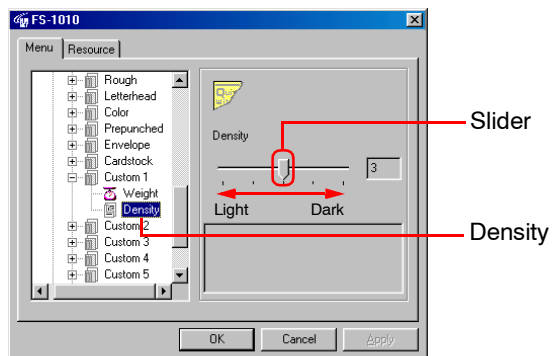 FS-1010
Menu Resource
Rough
Letterhead
Color
Prepunched
Envelope
Cardstock
Custom 1
Weight
Density
Custom 2
Custom 3
Custom 4
Custom 5
Density
3
Light Dark
OK Cancel Apply
Slider
Density